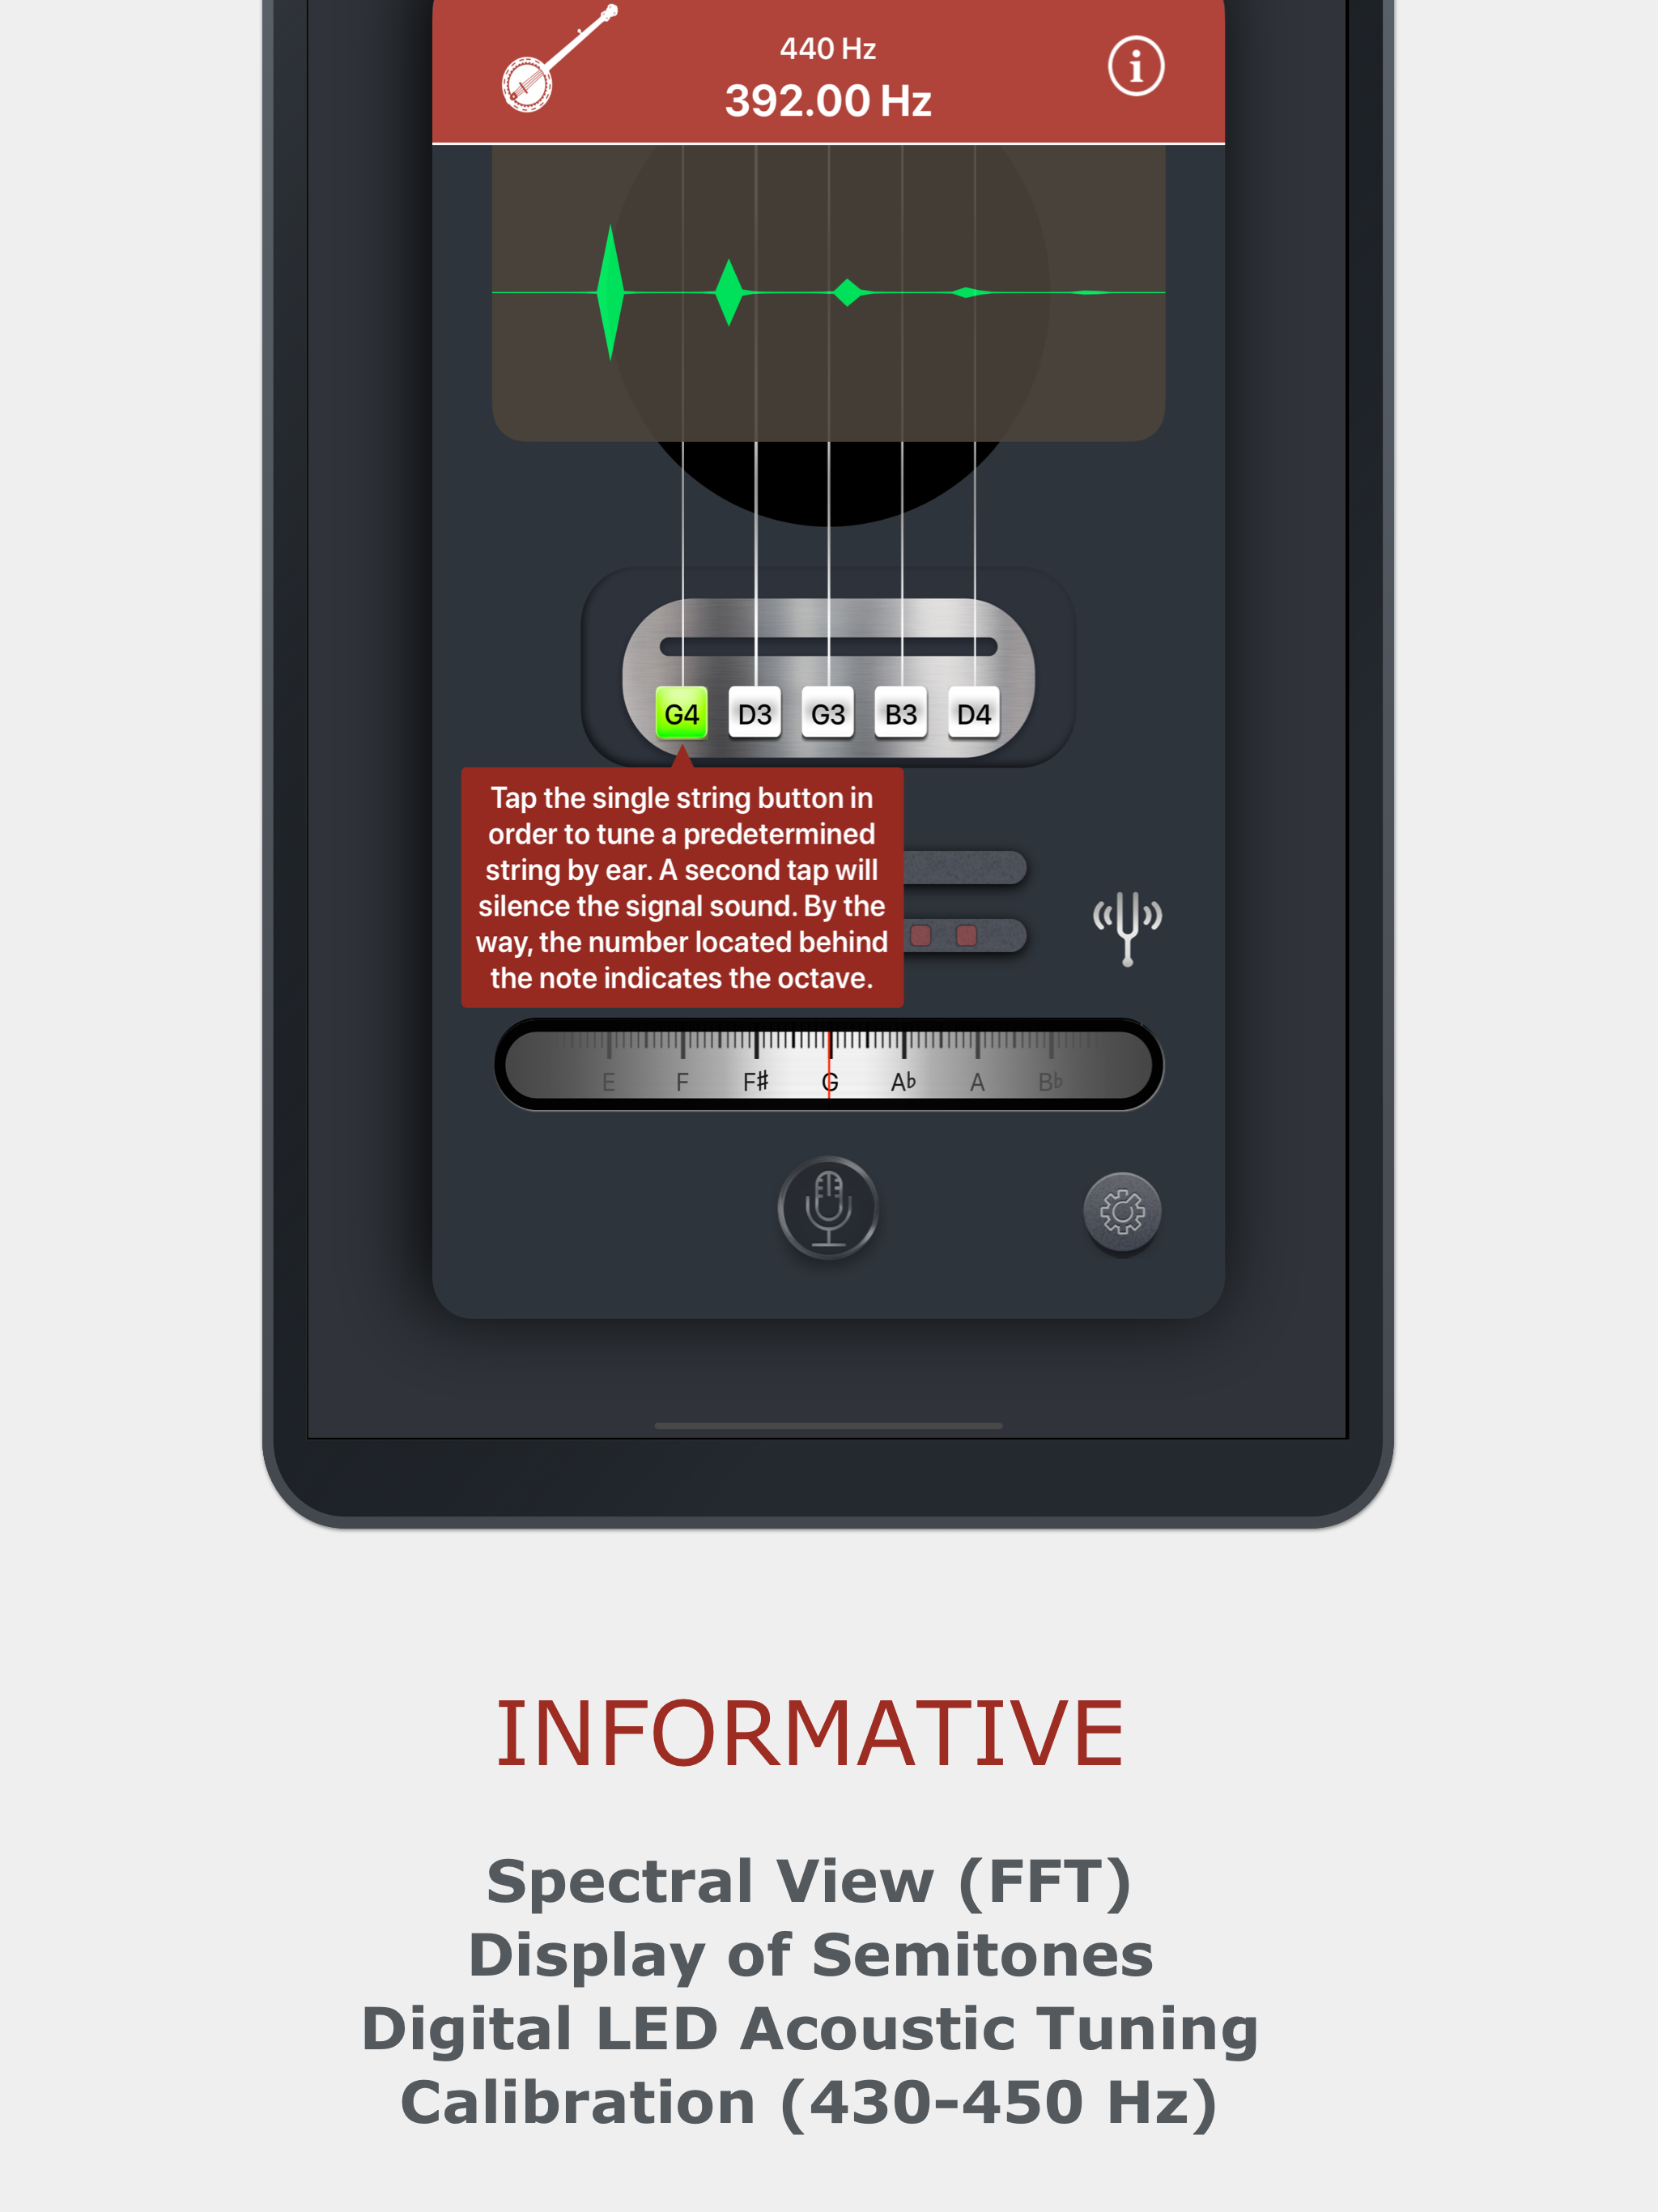 440 Hz
392.00 Hz
i
G4 D3 G3 B3 D4
Tap the single string button in
order to tune a predetermined
string by ear. A second tap will
silence the signal sound. By the
way, the number located behind
the note indicates the octave.
E F F♯ G A♭ A B♭
INFORMATIVE
Spectral View (FFT)
Display of Semitones
Digital LED Acoustic Tuning
Calibration (430-450 Hz)